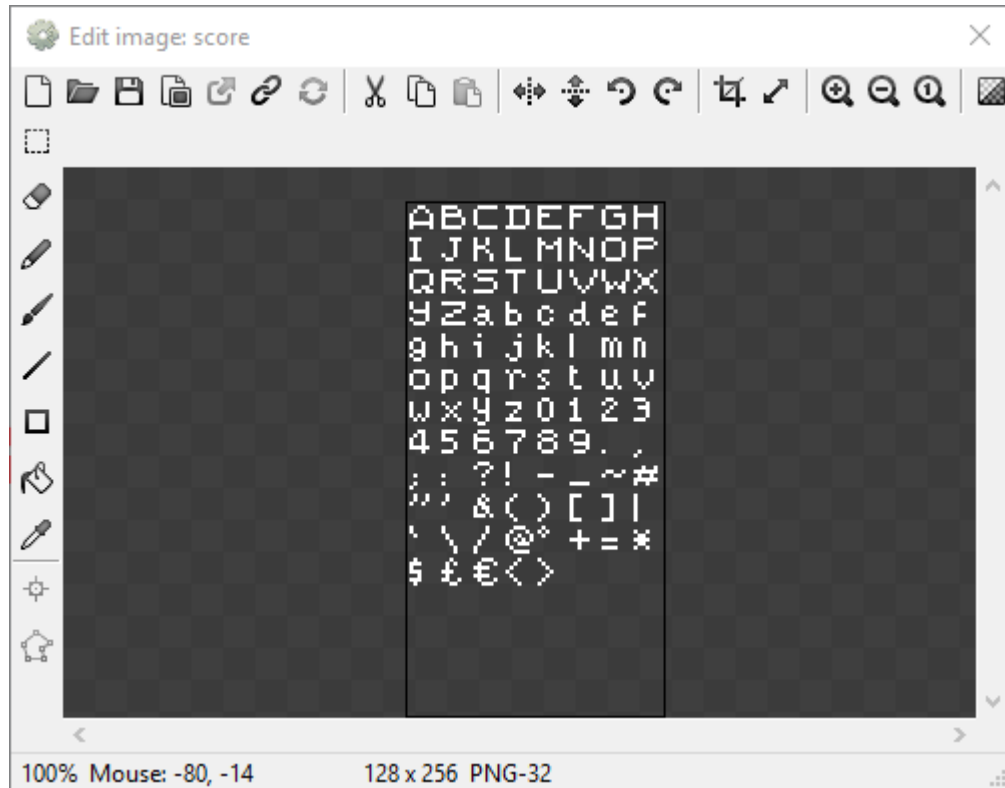 Edit image: score
ABCDEFGH
IJKLMNOP
QRSTUVWX
YZabcdef
ghijklmn
opqrstuv
wxyz0123
456789.,
;:?!-_~#
"'&()[]|
`\/@°+=*
$£€<>
100% Mouse: -80, -14 128 x 256 PNG-32